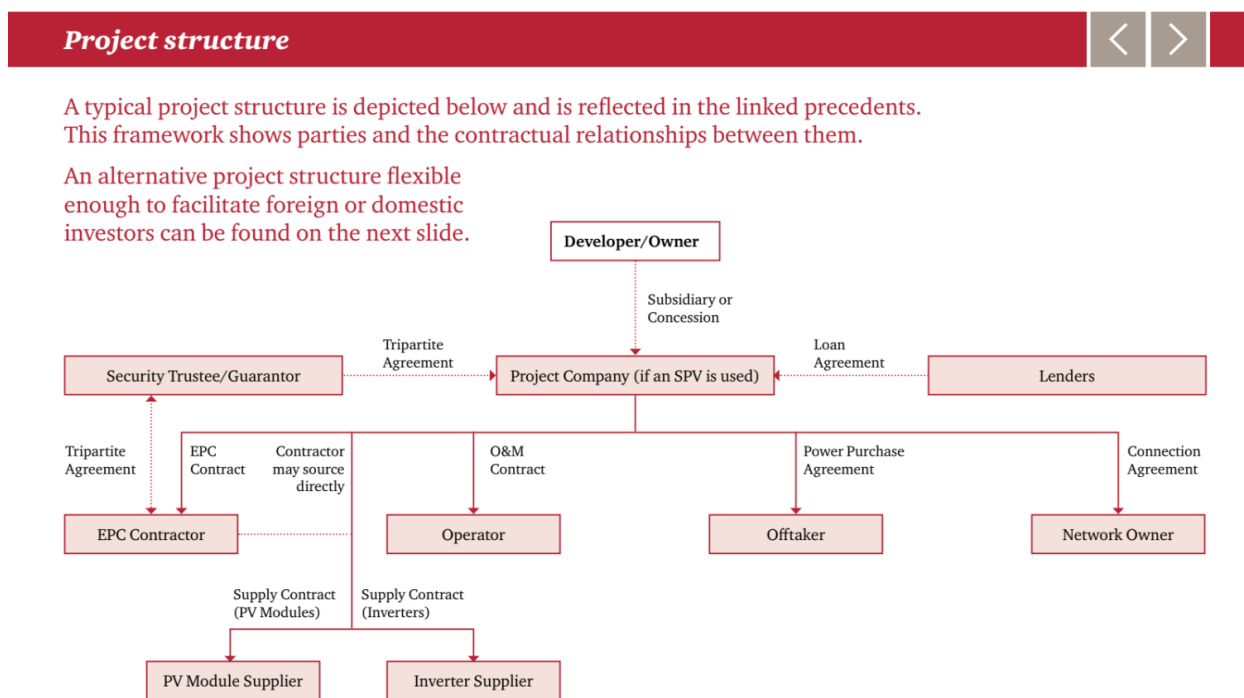 Project structure
A typical project structure is depicted below and is reflected in the linked precedents.
This framework shows parties and the contractual relationships between them.
An alternative project structure flexible
enough to facilitate foreign or domestic
investors can be found on the next slide.
Developer/Owner
Subsidiary or
Concession
Tripartite
Agreement
Loan
Agreement
Security Trustee/Guarantor
Project Company (if an SPV is used)
Lenders
Tripartite
Agreement
EPC
Contract
Contractor
may source
directly
O&M
Contract
Power Purchase
Agreement
Connection
Agreement
EPC Contractor
Operator
Offtaker
Network Owner
Supply Contract
(PV Modules)
Supply Contract
(Inverters)
PV Module Supplier
Inverter Supplier